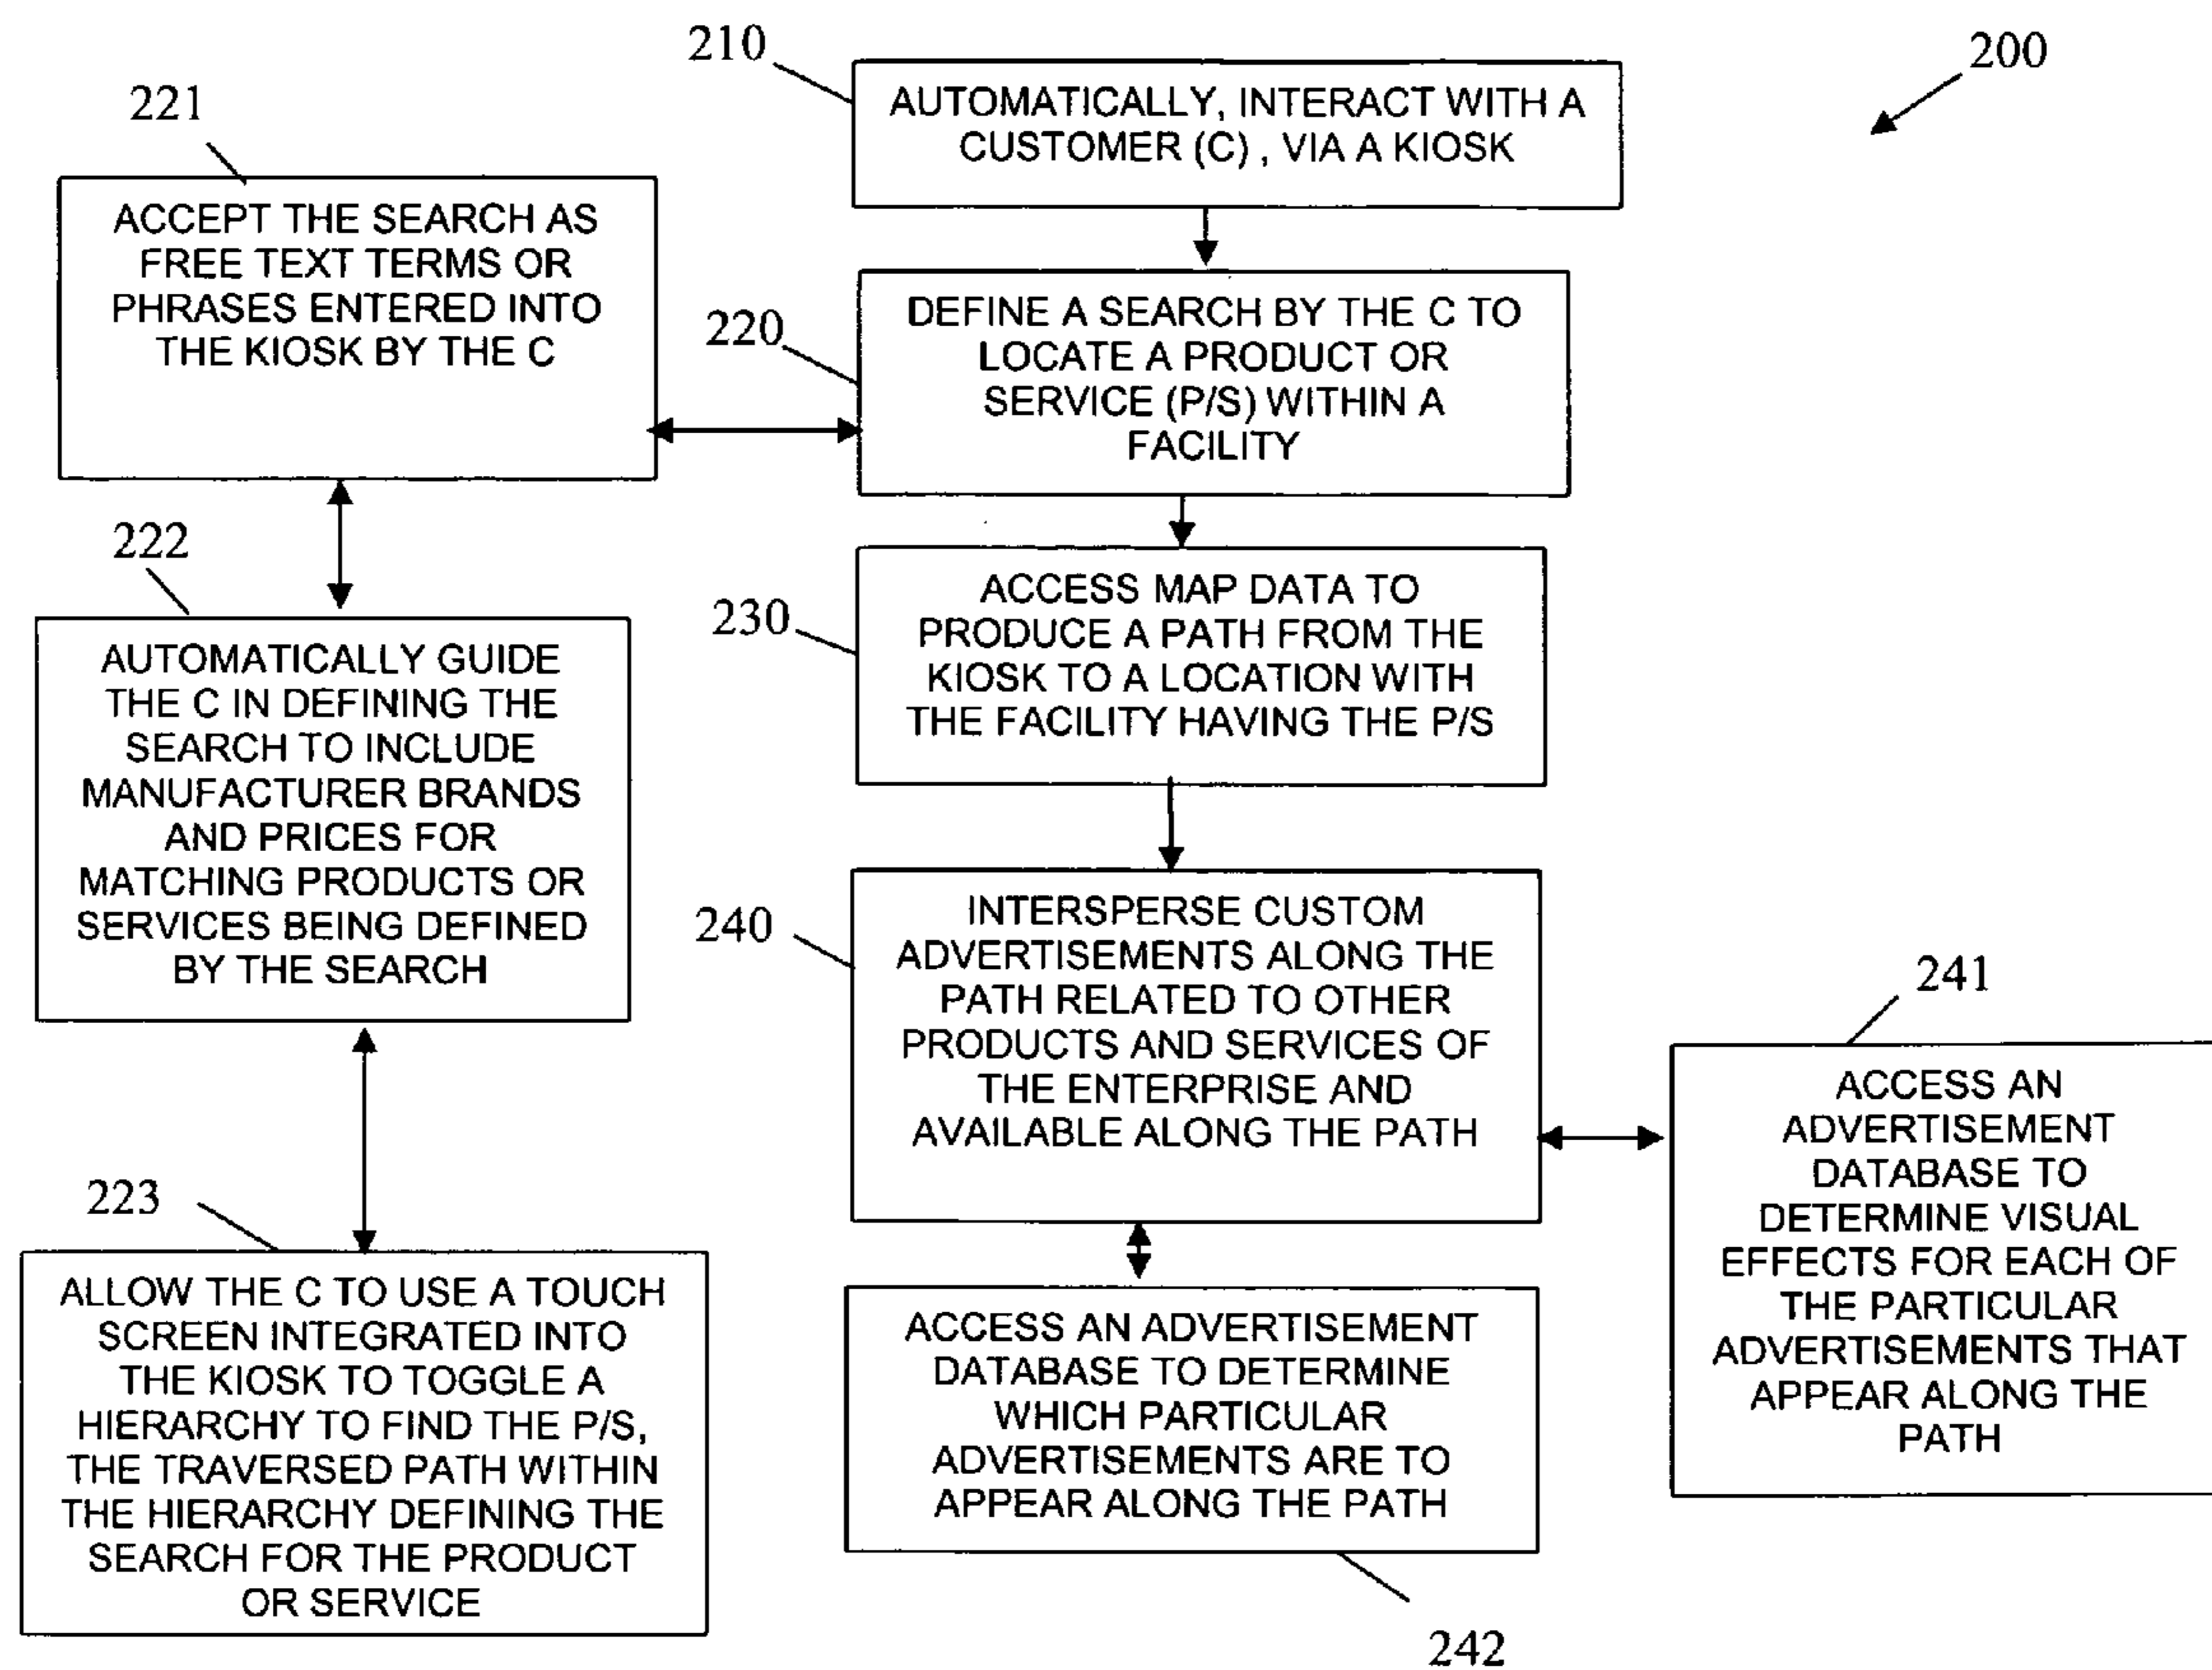 200
210
AUTOMATICALLY, INTERACT WITH A
CUSTOMER (C) , VIA A KIOSK
220
DEFINE A SEARCH BY THE C TO
LOCATE A PRODUCT OR
SERVICE (P/S) WITHIN A
FACILITY
221
ACCEPT THE SEARCH AS
FREE TEXT TERMS OR
PHRASES ENTERED INTO
THE KIOSK BY THE C
222
AUTOMATICALLY GUIDE
THE C IN DEFINING THE
SEARCH TO INCLUDE
MANUFACTURER BRANDS
AND PRICES FOR
MATCHING PRODUCTS OR
SERVICES BEING DEFINED
BY THE SEARCH
223
ALLOW THE C TO USE A TOUCH
SCREEN INTEGRATED INTO
THE KIOSK TO TOGGLE A
HIERARCHY TO FIND THE P/S,
THE TRAVERSED PATH WITHIN
THE HIERARCHY DEFINING THE
SEARCH FOR THE PRODUCT
OR SERVICE
230
ACCESS MAP DATA TO
PRODUCE A PATH FROM THE
KIOSK TO A LOCATION WITH
THE FACILITY HAVING THE P/S
240
INTERSPERSE CUSTOM
ADVERTISEMENTS ALONG THE
PATH RELATED TO OTHER
PRODUCTS AND SERVICES OF
THE ENTERPRISE AND
AVAILABLE ALONG THE PATH
241
ACCESS AN
ADVERTISEMENT
DATABASE TO
DETERMINE VISUAL
EFFECTS FOR EACH OF
THE PARTICULAR
ADVERTISEMENTS THAT
APPEAR ALONG THE
PATH
ACCESS AN ADVERTISEMENT
DATABASE TO DETERMINE
WHICH PARTICULAR
ADVERTISEMENTS ARE TO
APPEAR ALONG THE PATH
242